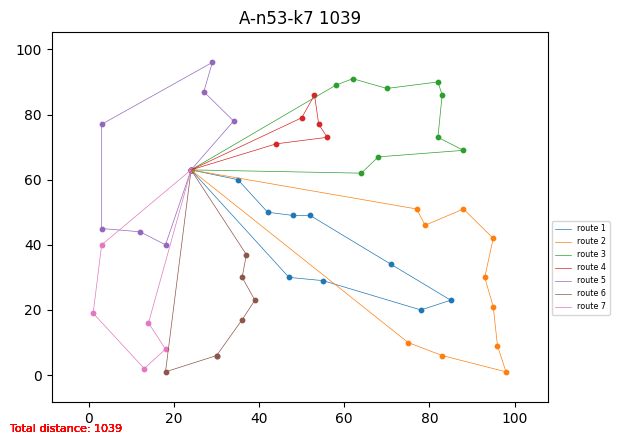 A-n53-k7 1039
100
80
60
40
20
0
0 20 40 60 80 100
route 1
route 2
route 3
route 4
route 5
route 6
route 7
Total distance: 1039